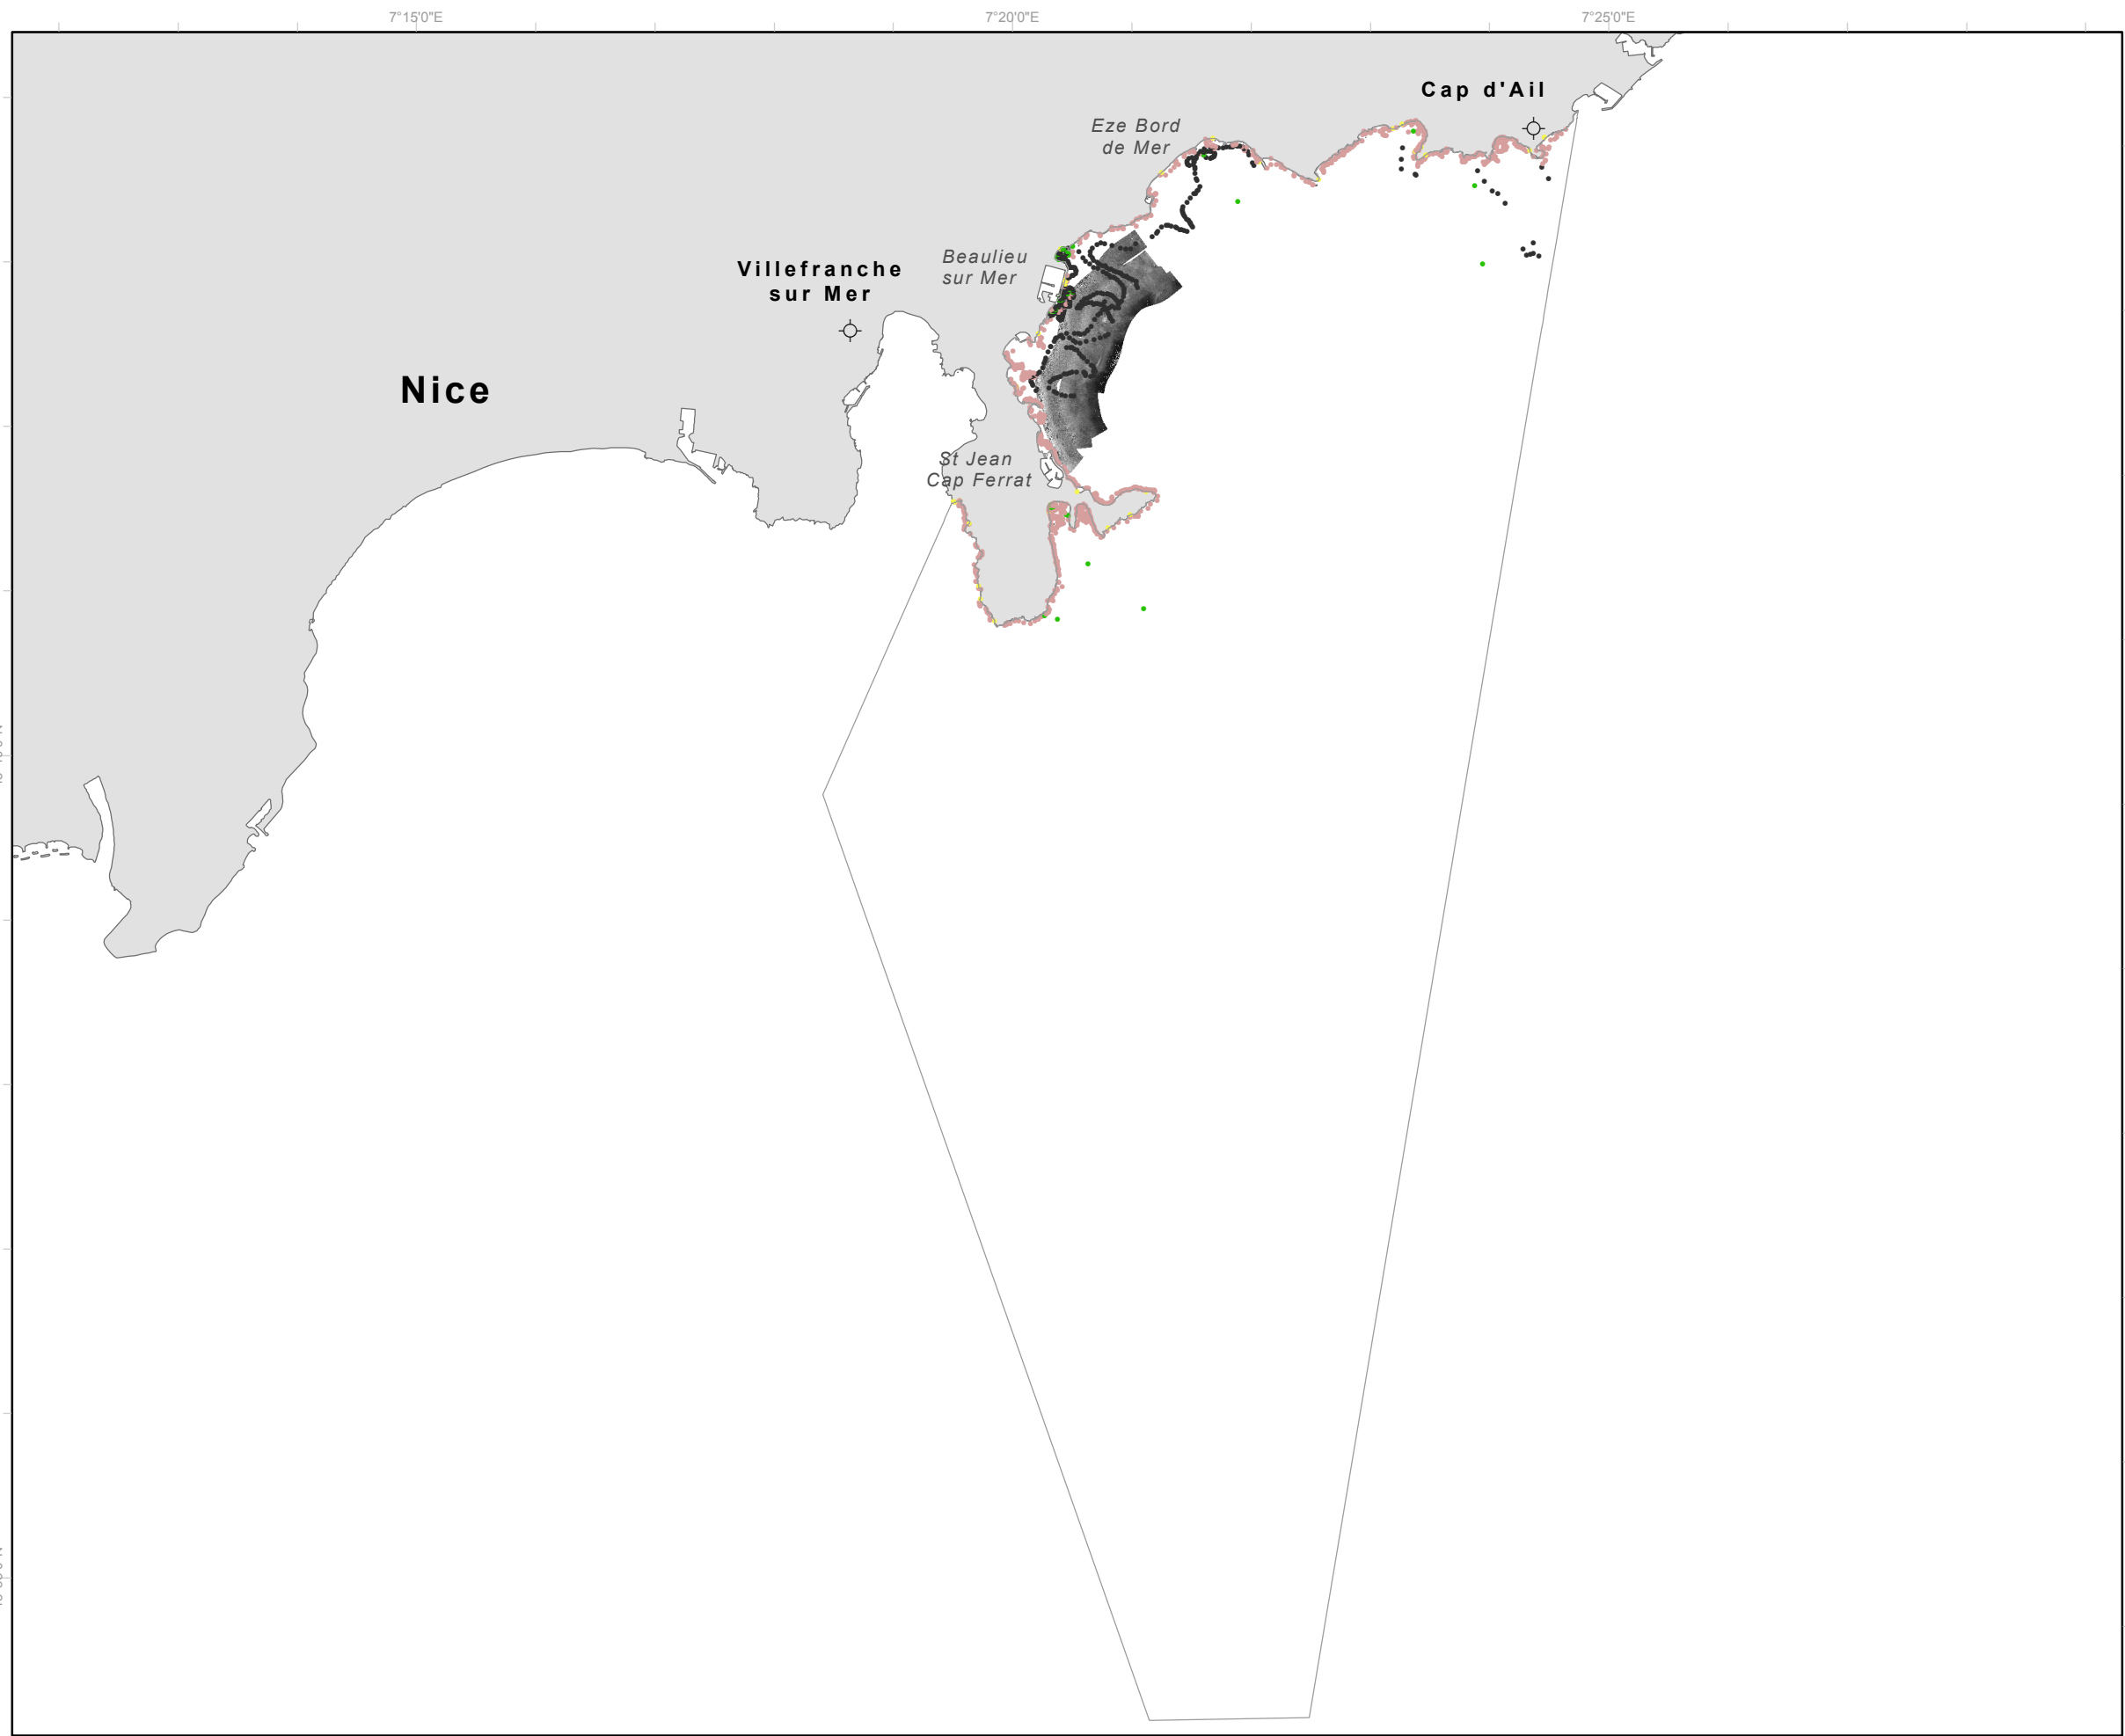 7°15'0"E
7°20'0"E
7°25'0"E
Cap d'Ail
Eze Bord
de Mer
Beaulieu
sur Mer
Villefranche
sur Mer
Nice
St Jean
Cap Ferrat